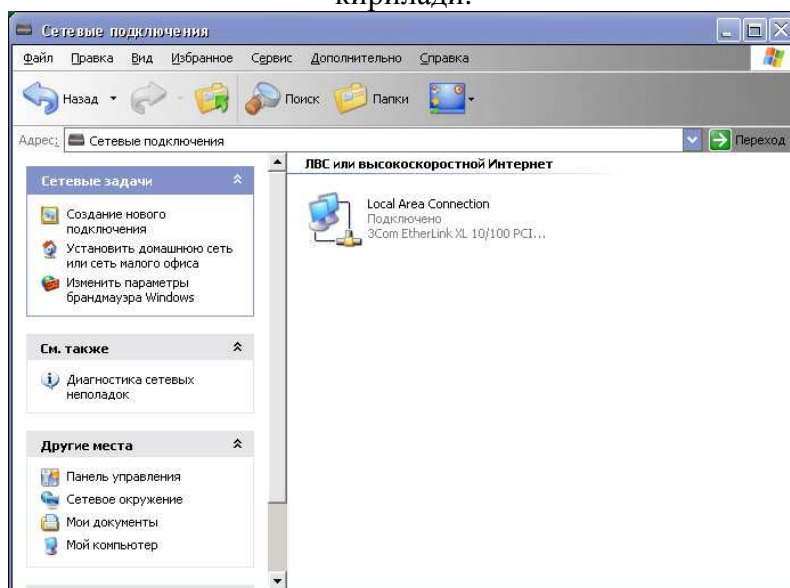 кирилади.
Сетевые подключения
Файл Правка Вид Избранное Сервис Дополнительно Справка
Назад Поиск Папки
Адрес: Сетевые подключения Переход
Сетевые задачи
Создание нового
подключения
Установить домашнюю сеть
или сеть малого офиса
Изменить параметры
брандмауэра Windows
См. также
Диагностика сетевых
неполадок
Другие места
Панель управления
Сетевое окружение
Мои документы
Мой компьютер
ЛВС или высокоскоростной Интернет
Local Area Connection
Подключено
3Com EtherLink XL 10/100 PCI...